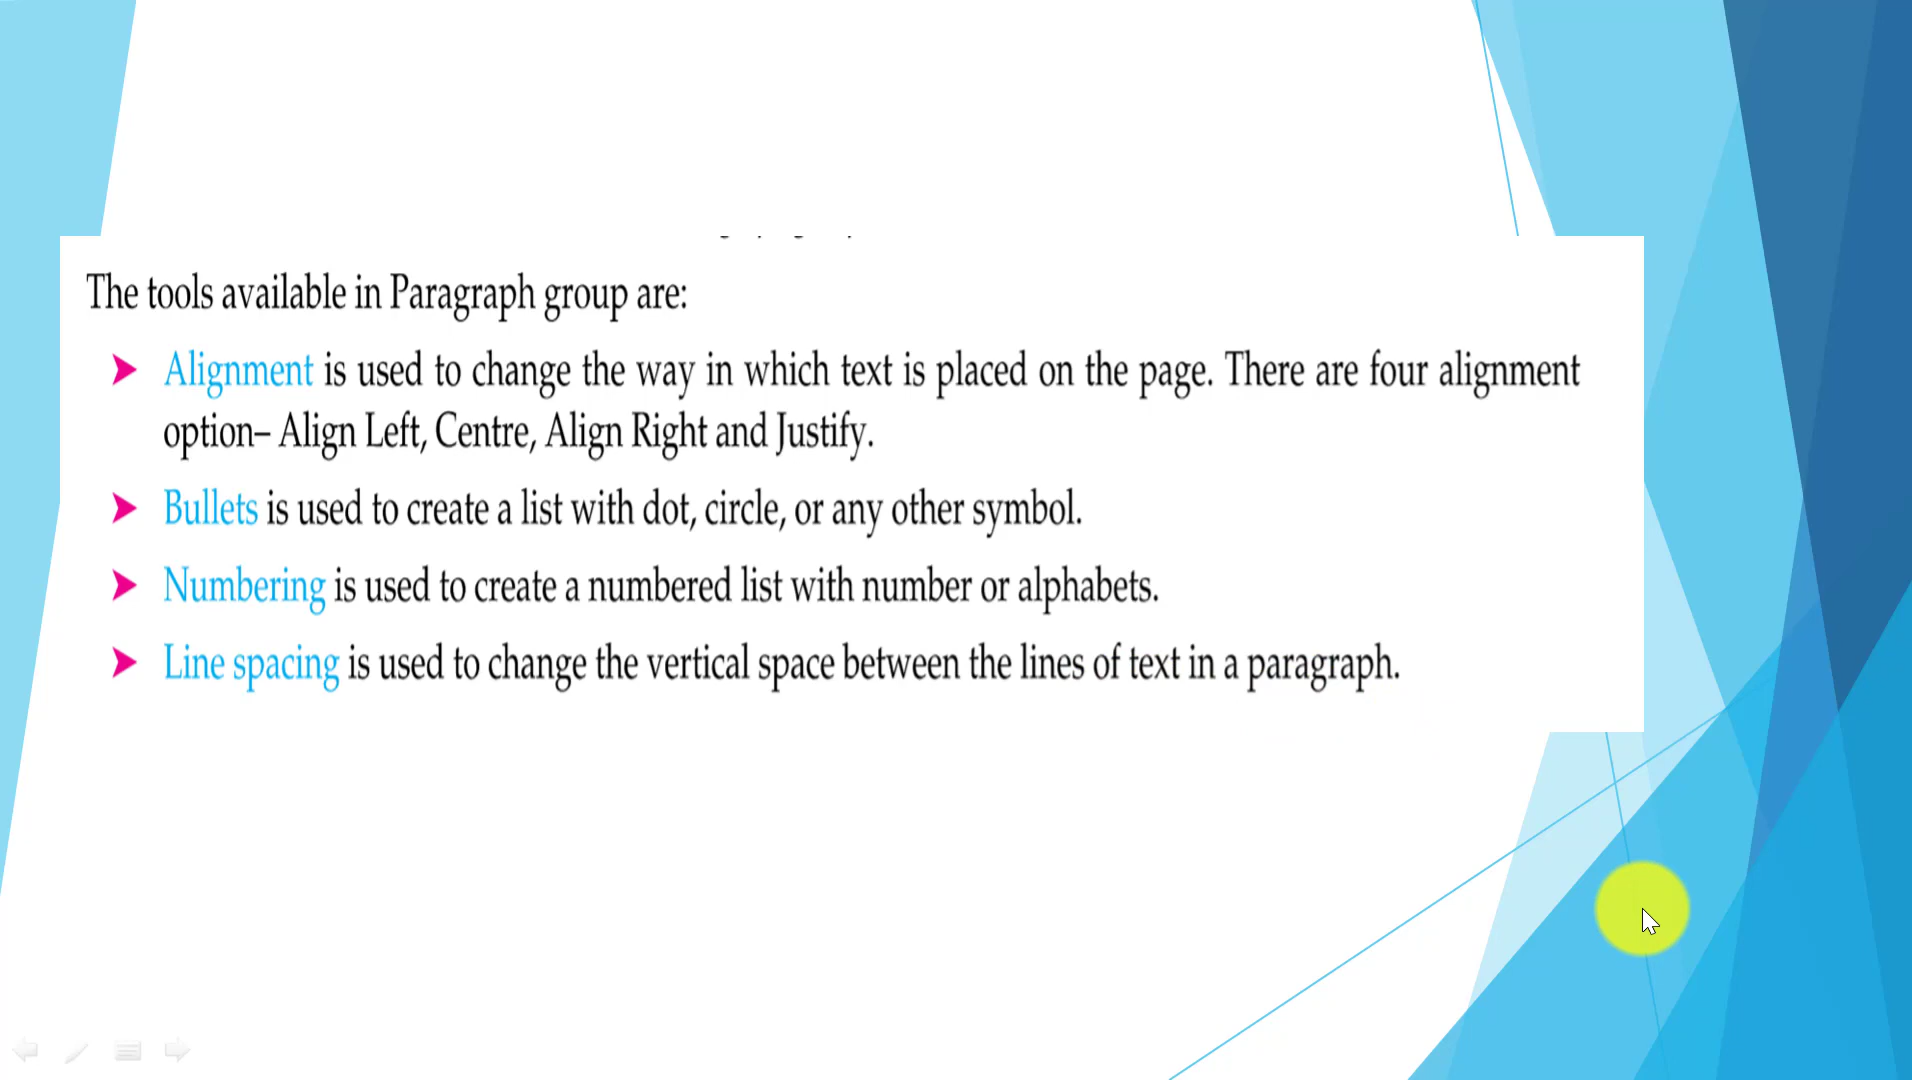 The tools available in Paragraph group are:
Alignment is used to change the way in which text is placed on the page. There are four alignment
option– Align Left, Centre, Align Right and Justify.
Bullets is used to create a list with dot, circle, or any other symbol.
Numbering is used to create a numbered list with number or alphabets.
Line spacing is used to change the vertical space between the lines of text in a paragraph.